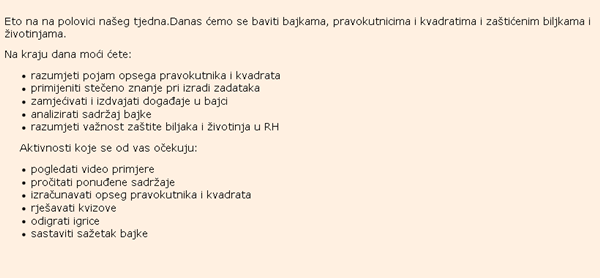 Eto na na polovici našeg tjedna.Danas ćemo se baviti bajkama, pravokutnicima i kvadratima i zaštićenim biljkama i
životinjama.
Na kraju dana moći ćete:
• razumjeti pojam opsega pravokutnika i kvadrata
• primijeniti stečeno znanje pri izradi zadataka
• zamjećivati i izdvajati događaje u bajci
• analizirati sadržaj bajke
• razumjeti važnost zaštite biljaka i životinja u RH
Aktivnosti koje se od vas očekuju:
• pogledati video primjere
• pročitati ponuđene sadržaje
• izračunavati opseg pravokutnika i kvadrata
• rješavati kvizove
• odigrati igrice
• sastaviti sažetak bajke